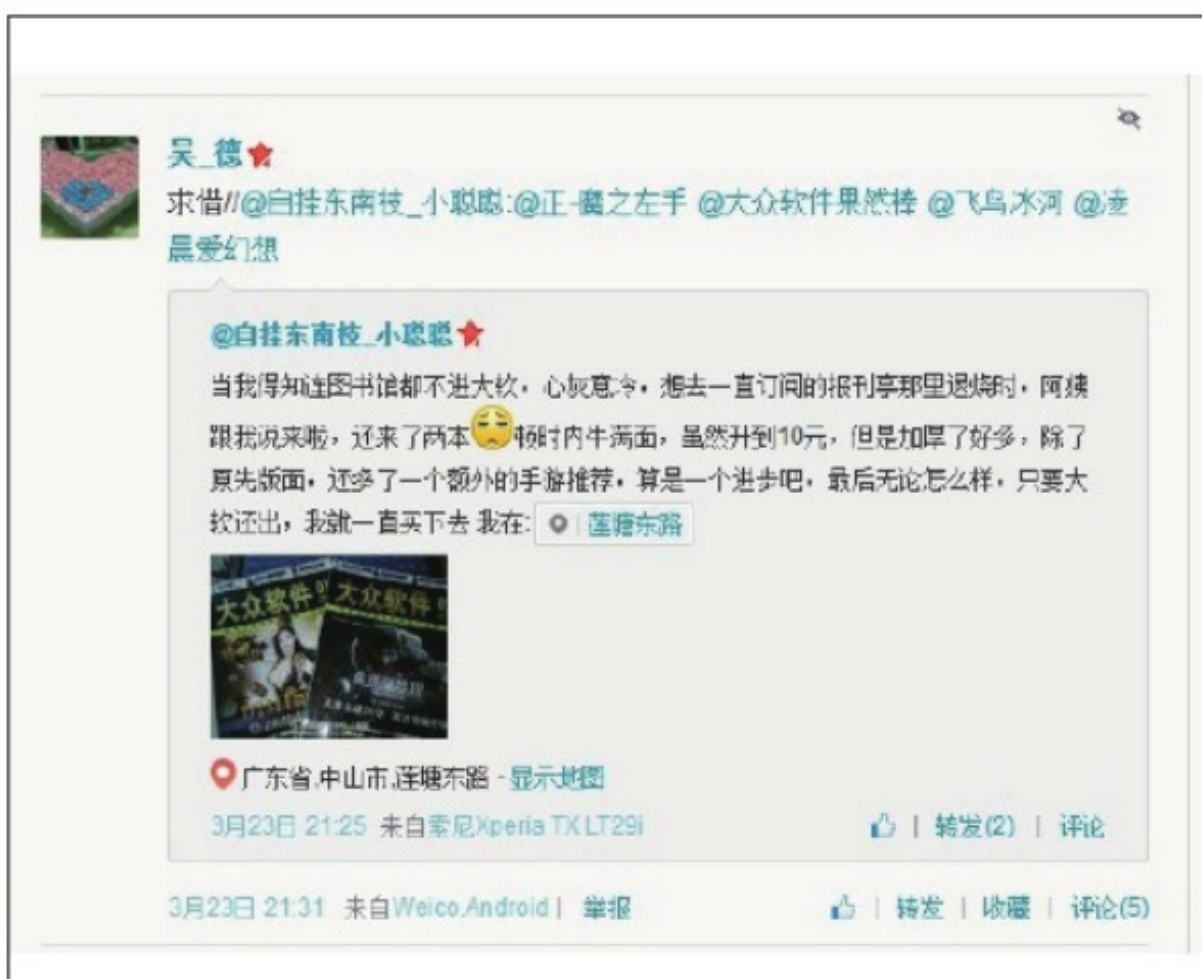 吴_德
求借//@自挂东南枝_小聪聪:@正-魔之左手 @大众软件果然棒 @飞鸟冰河 @凌
晨爱幻想
@自挂东南枝_小聪聪
当我得知连图书馆都不进大软，心灰意冷，想去一直订阅的报刊亭那里退烧时，阿姨
跟我说来啦，还来了两本 顿时内牛满面，虽然升到10元，但是加厚了好多，除了
原先版面，还多了一个额外的手游推荐，算是一个进步吧，最后无论怎么样，只要大
软还出，我就一直买下去 我在: 莲塘东路
大众软件 大众软件
广东省,中山市,莲塘东路 - 显示地图
3月23日 21:25 来自索尼Xperia TX LT29i | 转发(2) | 评论
3月23日 21:31 来自Weico.Android | 举报 | 转发 | 收藏 | 评论(5)